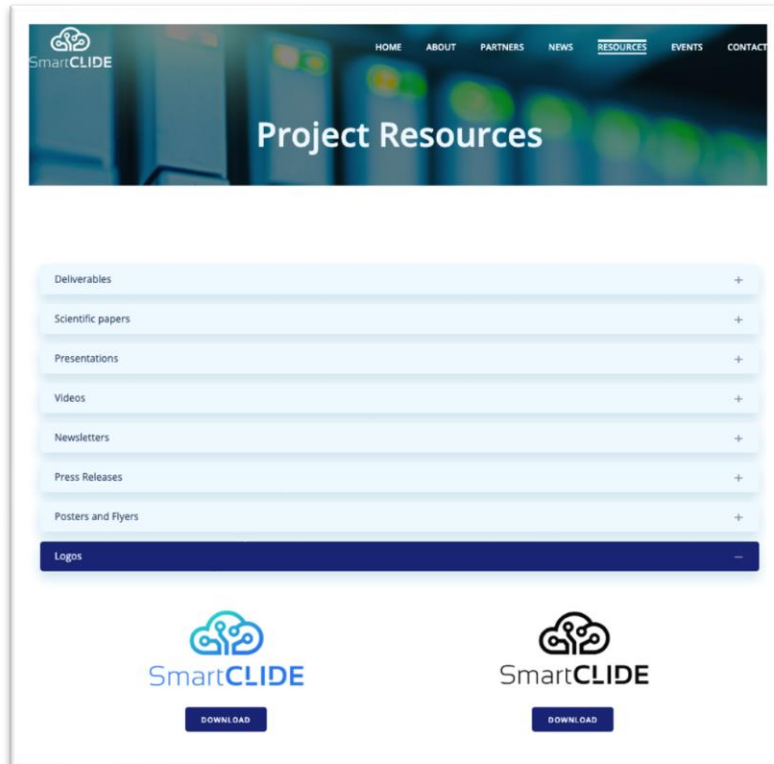 SmartCLIDE
HOME ABOUT PARTNERS NEWS RESOURCES EVENTS CONTACT
Project Resources
Deliverables +
Scientific papers +
Presentations +
Videos +
Newsletters +
Press Releases +
Posters and Flyers +
Logos −
SmartCLIDE SmartCLIDE
DOWNLOAD DOWNLOAD